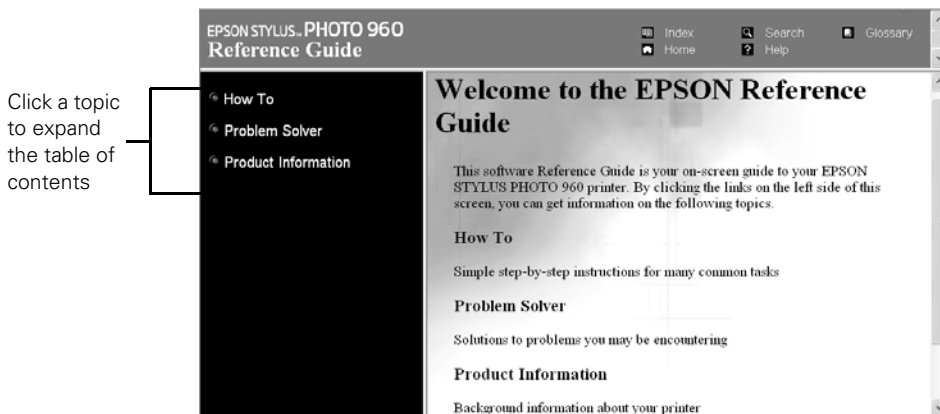 EPSON STYLUS™ PHOTO 960
Reference Guide
Index
Search
Glossary
Home
Help
Click a topic
to expand
the table of
contents
How To
Problem Solver
Product Information
Welcome to the EPSON Reference
Guide
This software Reference Guide is your on-screen guide to your EPSON
STYLUS PHOTO 960 printer. By clicking the links on the left side of this
screen, you can get information on the following topics.
How To
Simple step-by-step instructions for many common tasks
Problem Solver
Solutions to problems you may be encountering
Product Information
Background information about your printer